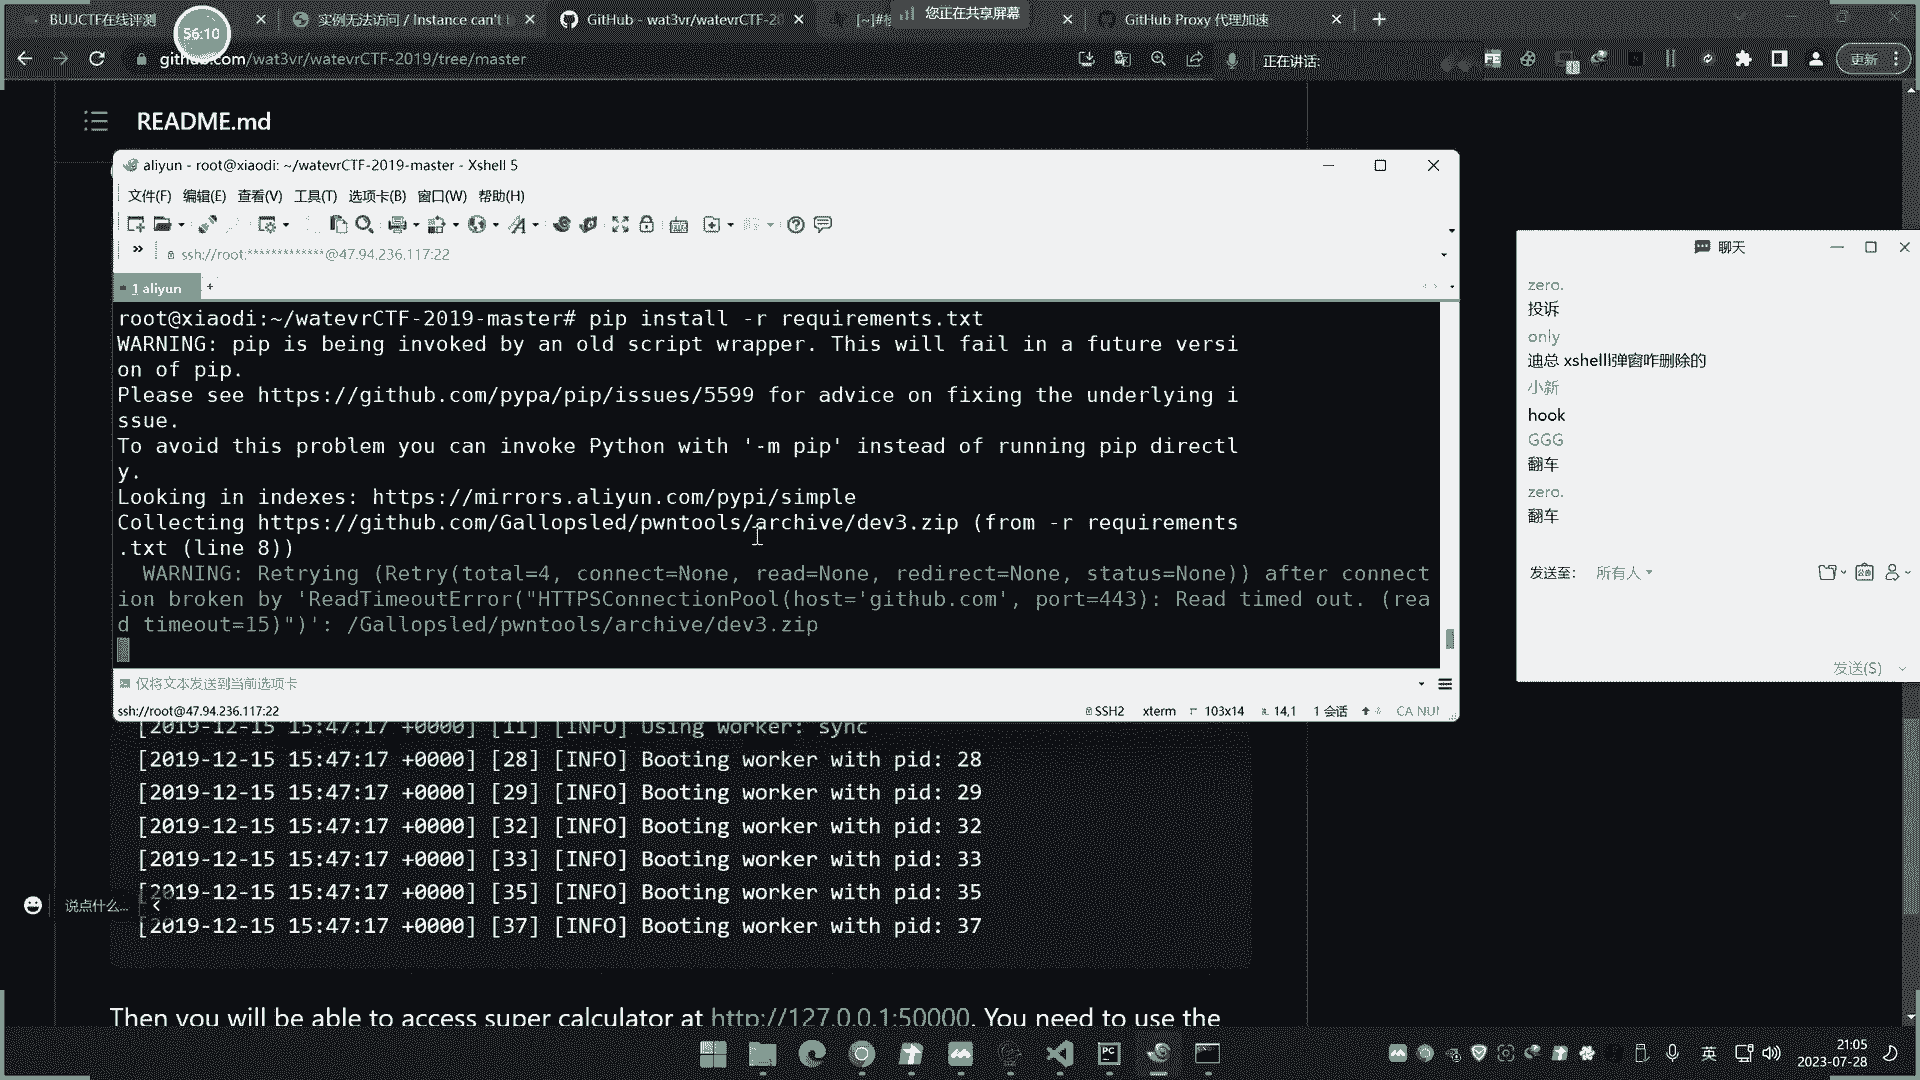 BUUCTF在线评测
实例无法访问 / Instance can't
GitHub - wat3vr/watevrCTF-20
您正在共享屏幕
GitHub Proxy 代理加速
56:10
github.com/wat3vr/watevrCTF-2019/tree/master
正在讲话:
更新
README.md
aliyun - root@xiaodi: ~/watevrCTF-2019-master - Xshell 5
文件(F) 编辑(E) 查看(V) 工具(T) 选项卡(B) 窗口(W) 帮助(H)
ssh://root:*************@47.94.236.117:22
1 aliyun
root@xiaodi:~/watevrCTF-2019-master# pip install -r requirements.txt
WARNING: pip is being invoked by an old script wrapper. This will fail in a future versi
on of pip.
Please see https://github.com/pypa/pip/issues/5599 for advice on fixing the underlying i
ssue.
To avoid this problem you can invoke Python with '-m pip' instead of running pip directl
y.
Looking in indexes: https://mirrors.aliyun.com/pypi/simple
Collecting https://github.com/Gallopsled/pwntools/archive/dev3.zip (from -r requirements
.txt (line 8))
WARNING: Retrying (Retry(total=4, connect=None, read=None, redirect=None, status=None)) after connect
ion broken by 'ReadTimeoutError("HTTPSConnectionPool(host='github.com', port=443): Read timed out. (rea
d timeout=15)")': /Gallopsled/pwntools/archive/dev3.zip
仅将文本发送到当前选项卡
ssh://root@47.94.236.117:22
SSH2 xterm 103x14 14,1 1 会话 CA NUM
聊天
zero.
投诉
only
迪总 xshelll弹窗咋删除的
小新
hook
GGG
翻车
zero.
翻车
发送至: 所有人
发送(S)
[2019-12-15 15:47:17 +0000] [11] [INFO] Using worker: sync
[2019-12-15 15:47:17 +0000] [28] [INFO] Booting worker with pid: 28
[2019-12-15 15:47:17 +0000] [29] [INFO] Booting worker with pid: 29
[2019-12-15 15:47:17 +0000] [32] [INFO] Booting worker with pid: 32
[2019-12-15 15:47:17 +0000] [33] [INFO] Booting worker with pid: 33
[2019-12-15 15:47:17 +0000] [35] [INFO] Booting worker with pid: 35
[2019-12-15 15:47:17 +0000] [37] [INFO] Booting worker with pid: 37
说点什么...
Then you will be able to access super calculator at http://127.0.0.1:50000. You need to use the
英
21:05
2023-07-28